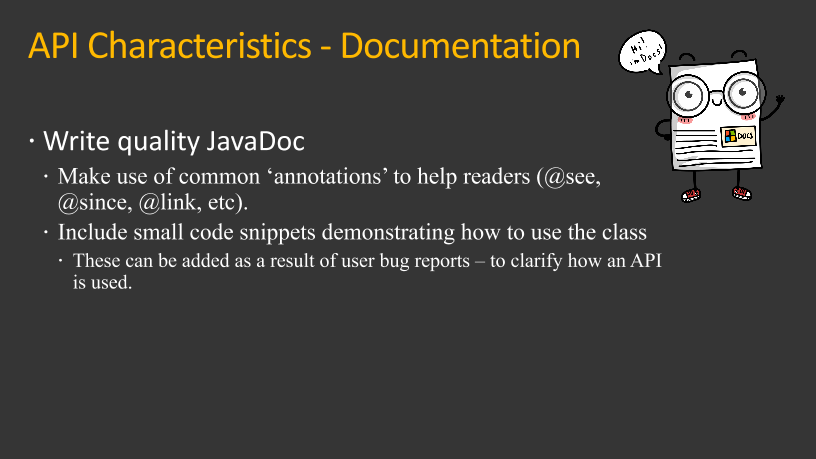 API Characteristics - Documentation
Hi!
im Docs!
DOCS
· Write quality JavaDoc
· Make use of common ‘annotations’ to help readers (@see,
@since, @link, etc).
· Include small code snippets demonstrating how to use the class
· These can be added as a result of user bug reports – to clarify how an API
is used.